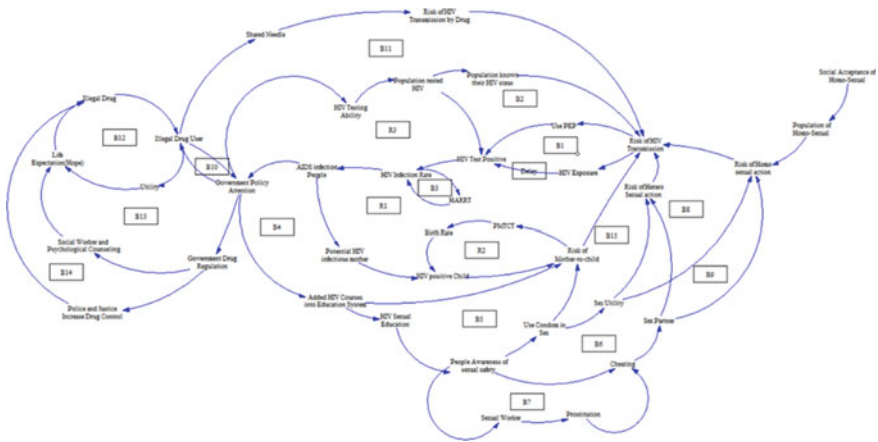 Risk of HIV
Transmission by Drug
Shared Needle
B11
Social Acceptance of
Homo-Sexual
Population tested
HIV
Population known
their HIV status
Illegal Drug
HIV Testing
Ability
B2
Use PEP
Population of
Homo-Sexual
B12
Illegal Drug User
R3
Risk of HIV
Transmission
B1
Life
Expectation(Hope)
B10
AIDS infection
People
HIV Infection Rate
HIV Test Positive
Delay
HIV Exposure
Risk of Homo
sexual action
Utility
Government Policy
Attention
B3
HAART
Risk of Hetero
Sexual action
R1
B8
B13
B4
Birth Rate
PMTCT
B15
Social Worker and
Psychological Counseling
R2
Government Drug
Regulation
Potential HIV
infectious mother
Risk of
Mother-to-child
B14
HIV positive Child
B9
Added HIV Courses
into Education System
Sex Utility
Police and Justice
Increase Drug Control
HIV Sexual
Education
B5
Use Condom in
Sex
Sex Partner
B6
People Awareness of
sexual safety
Cheating
B7
Sexual Worker
Prostitution